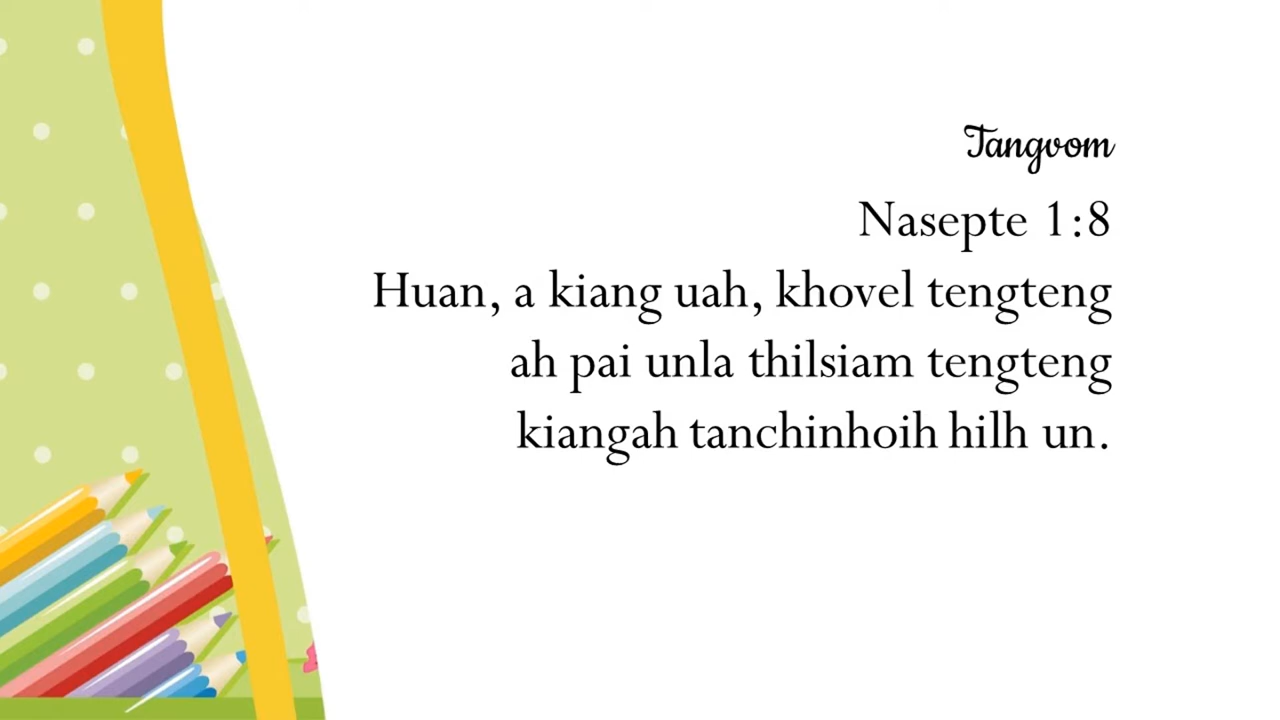 Tangvom
Nasepte 1:8
Huan, a kiang uah, khovel tengteng
ah pai unla thilsiam tengteng
kiangah tanchinhoih hilh un.